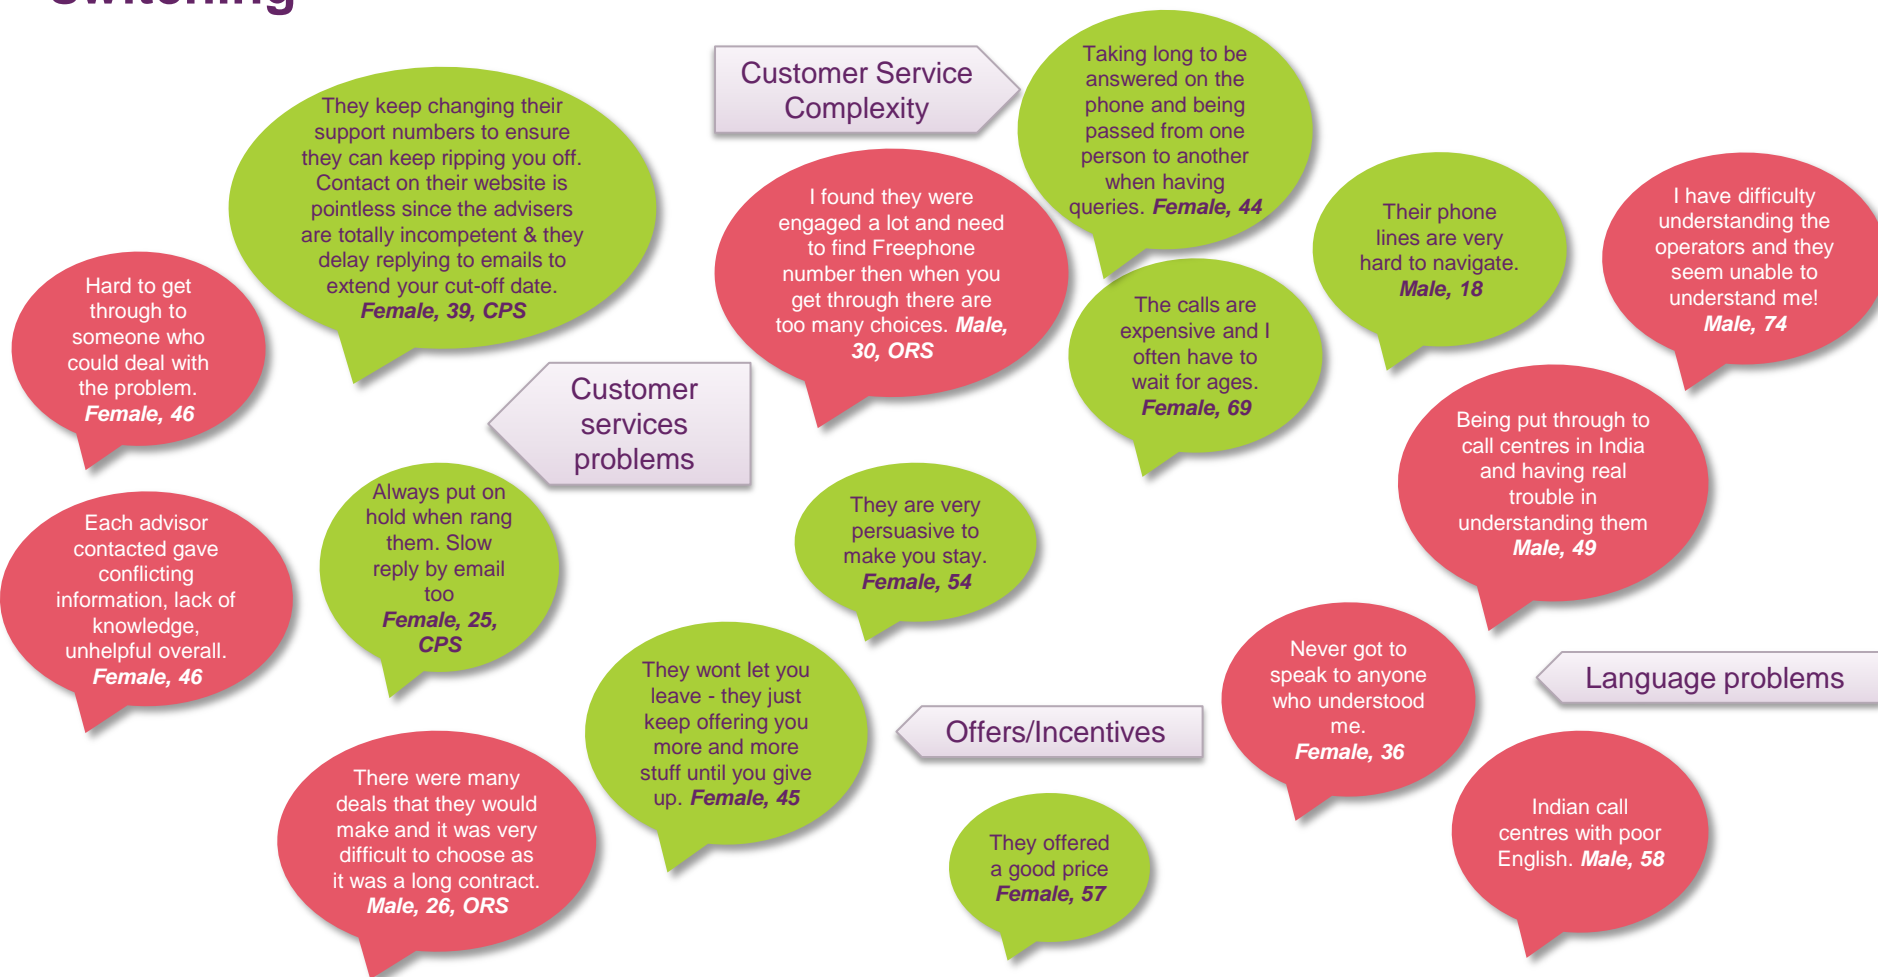 Switching
Customer Service
Complexity
Taking long to be
answered on the
phone and being
passed from one
person to another
when having
queries. Female, 44
They keep changing their
support numbers to ensure
they can keep ripping you off.
Contact on their website is
pointless since the advisers
are totally incompetent & they
delay replying to emails to
extend your cut-off date.
Female, 39, CPS
I found they were
engaged a lot and need
to find Freephone
number then when you
get through there are
too many choices. Male,
30, ORS
Their phone
lines are very
hard to navigate.
Male, 18
I have difficulty
understanding the
operators and they
seem unable to
understand me!
Male, 74
Hard to get
through to
someone who
could deal with
the problem.
Female, 46
The calls are
expensive and I
often have to
wait for ages.
Female, 69
Customer
services
problems
Being put through to
call centres in India
and having real
trouble in
understanding them
Male, 49
Each advisor
contacted gave
conflicting
information, lack of
knowledge,
unhelpful overall.
Female, 46
Always put on
hold when rang
them. Slow
reply by email
too
Female, 25,
CPS
They are very
persuasive to
make you stay.
Female, 54
They wont let you
leave - they just
keep offering you
more and more
stuff until you give
up. Female, 45
Offers/Incentives
Never got to
speak to anyone
who understood
me.
Female, 36
Language problems
There were many
deals that they would
make and it was very
difficult to choose as
it was a long contract.
Male, 26, ORS
They offered
a good price
Female, 57
Indian call
centres with poor
English. Male, 58